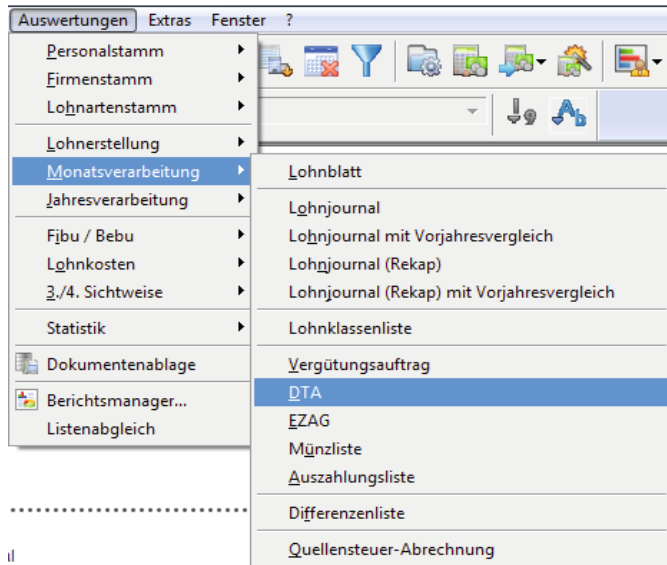 Auswertungen Extras Fenster ?
Personalstamm
Firmenstamm
Lohnartenstamm
Lohnerstellung
Monatsverarbeitung
Jahresverarbeitung
Fibu / Bebu
Lohnkosten
3./4. Sichtweise
Statistik
Dokumentenablage
Berichtsmanager...
Listenabgleich
Lohnblatt
Lohnjournal
Lohnjournal mit Vorjahresvergleich
Lohnjournal (Rekap)
Lohnjournal (Rekap) mit Vorjahresvergleich
Lohnklassenliste
Vergütungsauftrag
DTA
EZAG
Münzliste
Auszahlungsliste
Differenzenliste
Quellensteuer-Abrechnung